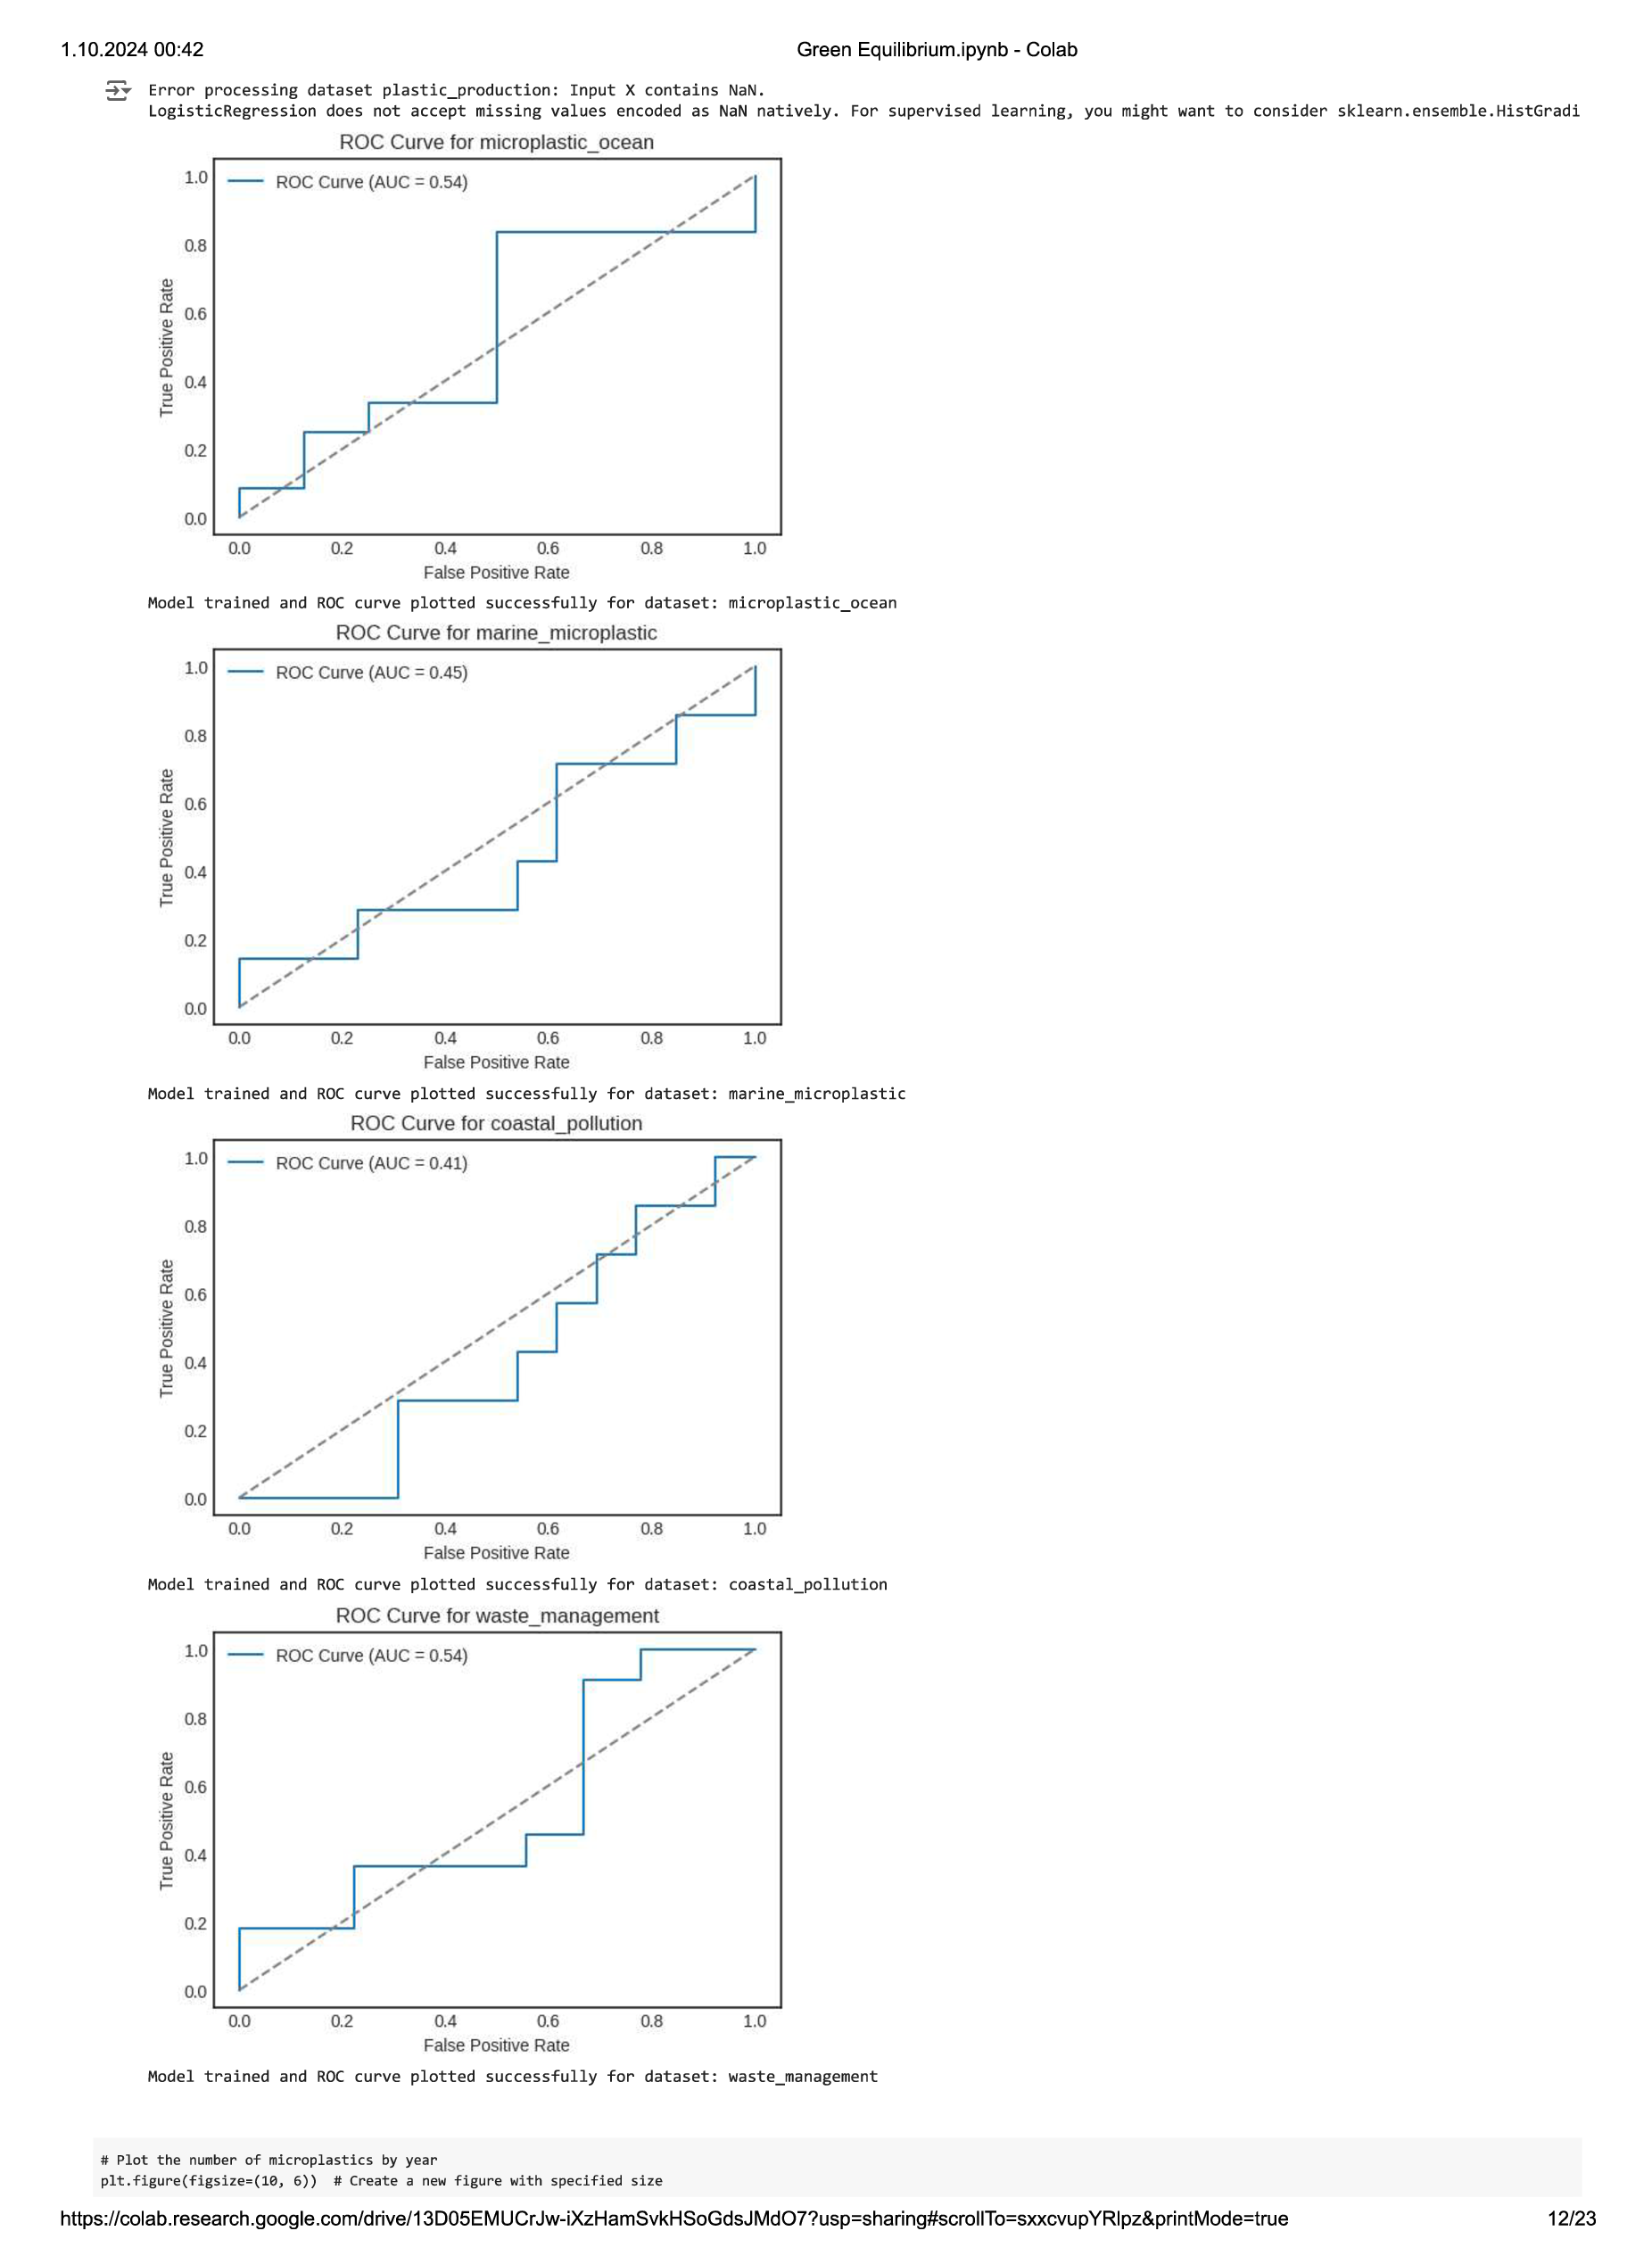 1.10.2024 00:42 Green Equilibrium.ipynb - Colab
Error processing dataset plastic_production: Input X contains NaN.
LogisticRegression does not accept missing values encoded as NaN natively. For supervised learning, you might want to consider sklearn.ensemble.HistGradi
ROC Curve for microplastic_ocean
ROC Curve (AUC = 0.54)
1.0
0.8
0.6
0.4
0.2
0.0
True Positive Rate
0.0 0.2 0.4 0.6 0.8 1.0
False Positive Rate
Model trained and ROC curve plotted successfully for dataset: microplastic_ocean
ROC Curve for marine_microplastic
ROC Curve (AUC = 0.45)
1.0
0.8
0.6
0.4
0.2
0.0
True Positive Rate
0.0 0.2 0.4 0.6 0.8 1.0
False Positive Rate
Model trained and ROC curve plotted successfully for dataset: marine_microplastic
ROC Curve for coastal_pollution
ROC Curve (AUC = 0.41)
1.0
0.8
0.6
0.4
0.2
0.0
True Positive Rate
0.0 0.2 0.4 0.6 0.8 1.0
False Positive Rate
Model trained and ROC curve plotted successfully for dataset: coastal_pollution
ROC Curve for waste_management
ROC Curve (AUC = 0.54)
1.0
0.8
0.6
0.4
0.2
0.0
True Positive Rate
0.0 0.2 0.4 0.6 0.8 1.0
False Positive Rate
Model trained and ROC curve plotted successfully for dataset: waste_management
# Plot the number of microplastics by year
plt.figure(figsize=(10, 6))  # Create a new figure with specified size
https://colab.research.google.com/drive/13D05EMUCrJw-iXzHamSvkHSoGdsJMdO7?usp=sharing#scrollTo=sxxcvupYRlpz&printMode=true 12/23